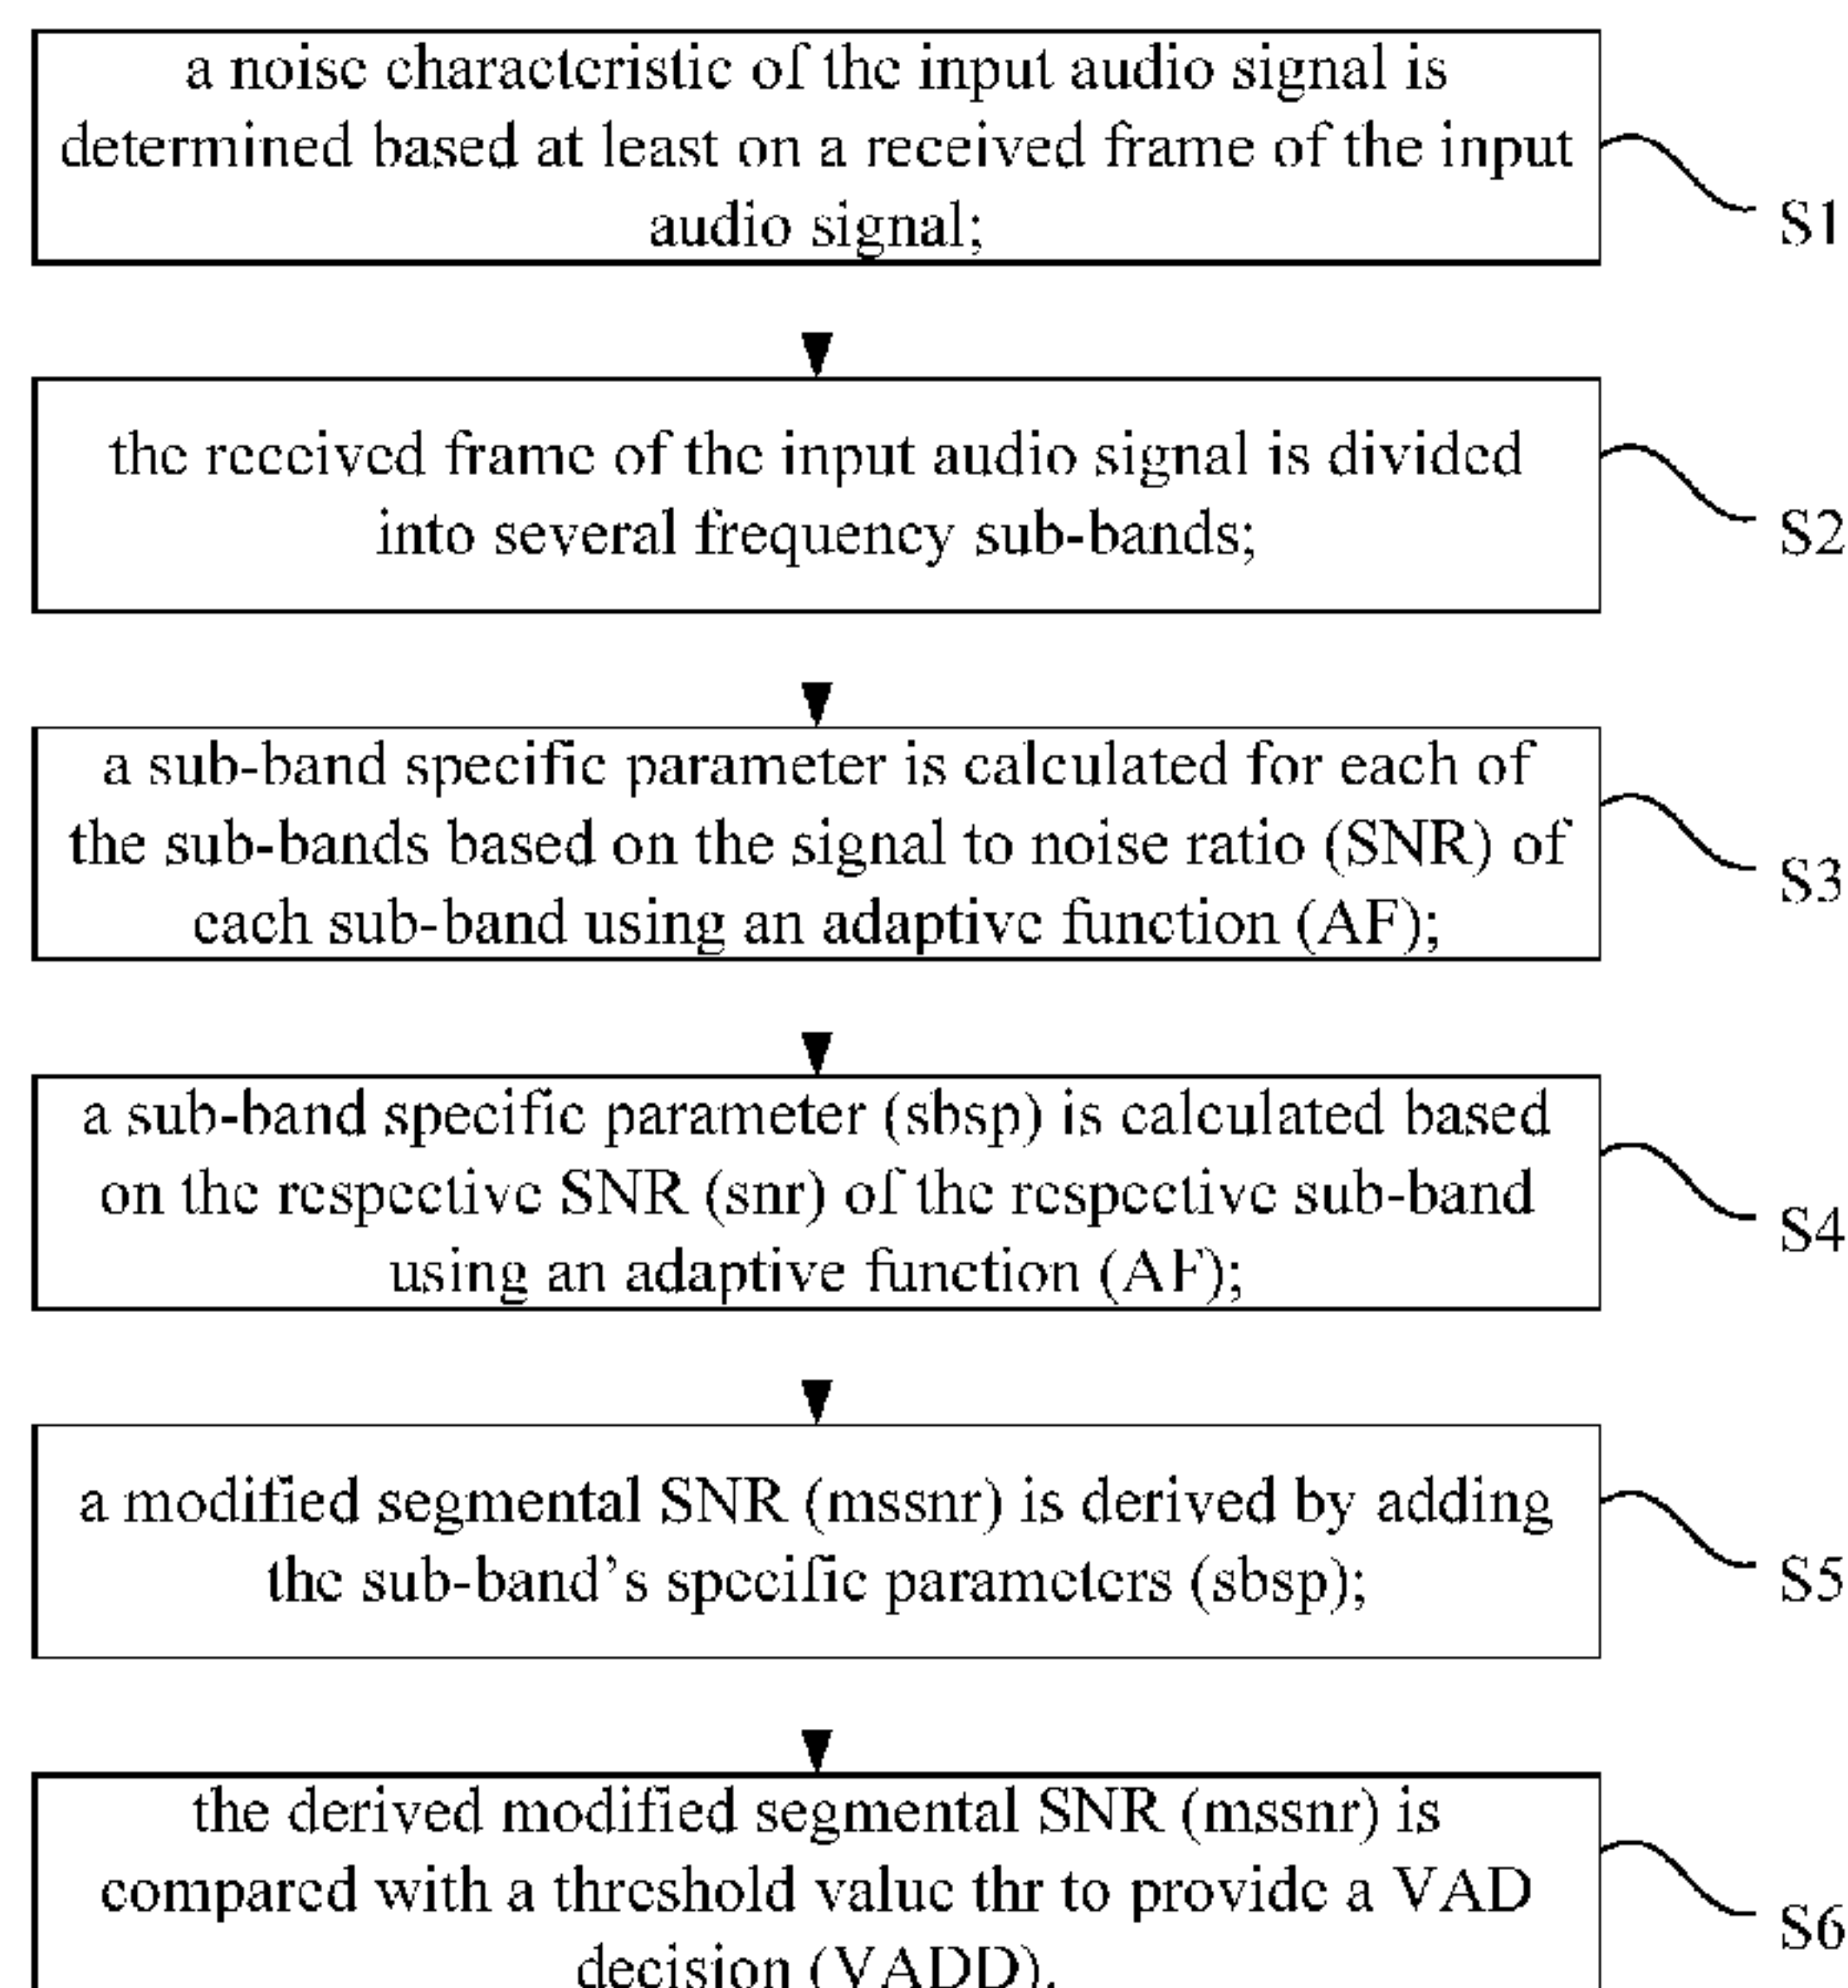 a noise characteristic of the input audio signal is
determined based at least on a received frame of the input
audio signal;
S1
the received frame of the input audio signal is divided
into several frequency sub-bands;
S2
a sub-band specific parameter is calculated for each of
the sub-bands based on the signal to noise ratio (SNR) of
each sub-band using an adaptive function (AF);
S3
a sub-band specific parameter (sbsp) is calculated based
on the respective SNR (snr) of the respective sub-band
using an adaptive function (AF);
S4
a modified segmental SNR (mssnr) is derived by adding
the sub-band’s specific parameters (sbsp);
S5
the derived modified segmental SNR (mssnr) is
compared with a threshold value thr to provide a VAD
decision (VADD).
S6